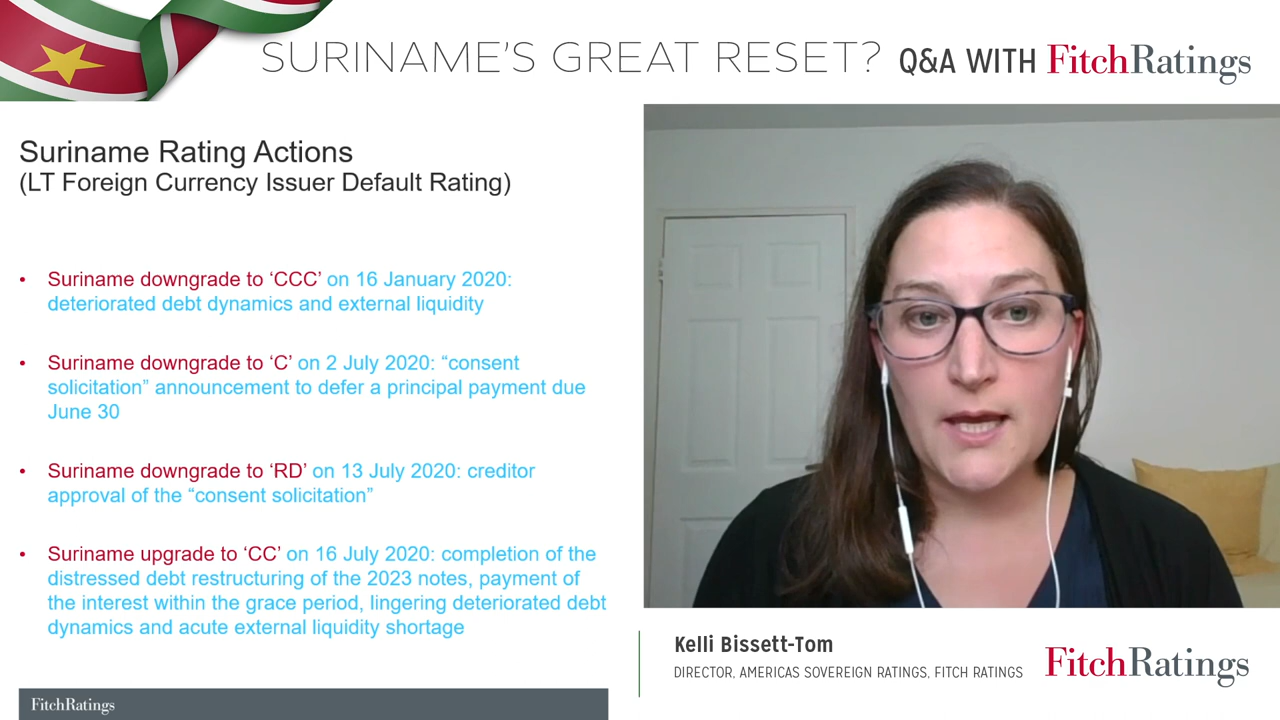 SURINAME'S GREAT RESET? Q&A WITH FitchRatings
Suriname Rating Actions
(LT Foreign Currency Issuer Default Rating)
• Suriname downgrade to ‘CCC’ on 16 January 2020:
deteriorated debt dynamics and external liquidity
• Suriname downgrade to ‘C’ on 2 July 2020: “consent
solicitation” announcement to defer a principal payment due
June 30
• Suriname downgrade to ‘RD’ on 13 July 2020: creditor
approval of the “consent solicitation”
• Suriname upgrade to ‘CC’ on 16 July 2020: completion of the
distressed debt restructuring of the 2023 notes, payment of
the interest within the grace period, lingering deteriorated debt
dynamics and acute external liquidity shortage
FitchRatings
Kelli Bissett-Tom
DIRECTOR, AMERICAS SOVEREIGN RATINGS, FITCH RATINGS
FitchRatings